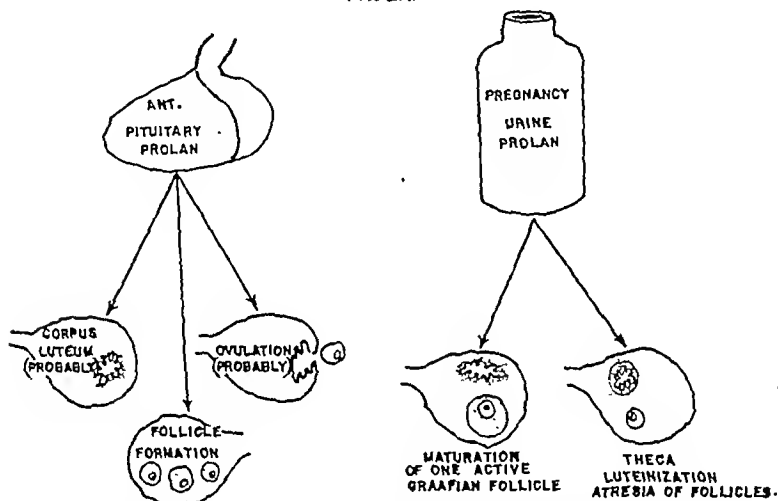 ANT.
PITUITARY
PROLAN
PREGNANCY
URINE
PROLAN
CORPUS
LUTEUM
(PROBABLY)
OVULATION
(PROBABLY)
FOLLICLE
FORMATION
MATURATION
OF ONE ACTIVE
GRAAFIAN FOLLICLE
THECA
LUTEINIZATION
ATRESIA OF FOLLICLES.